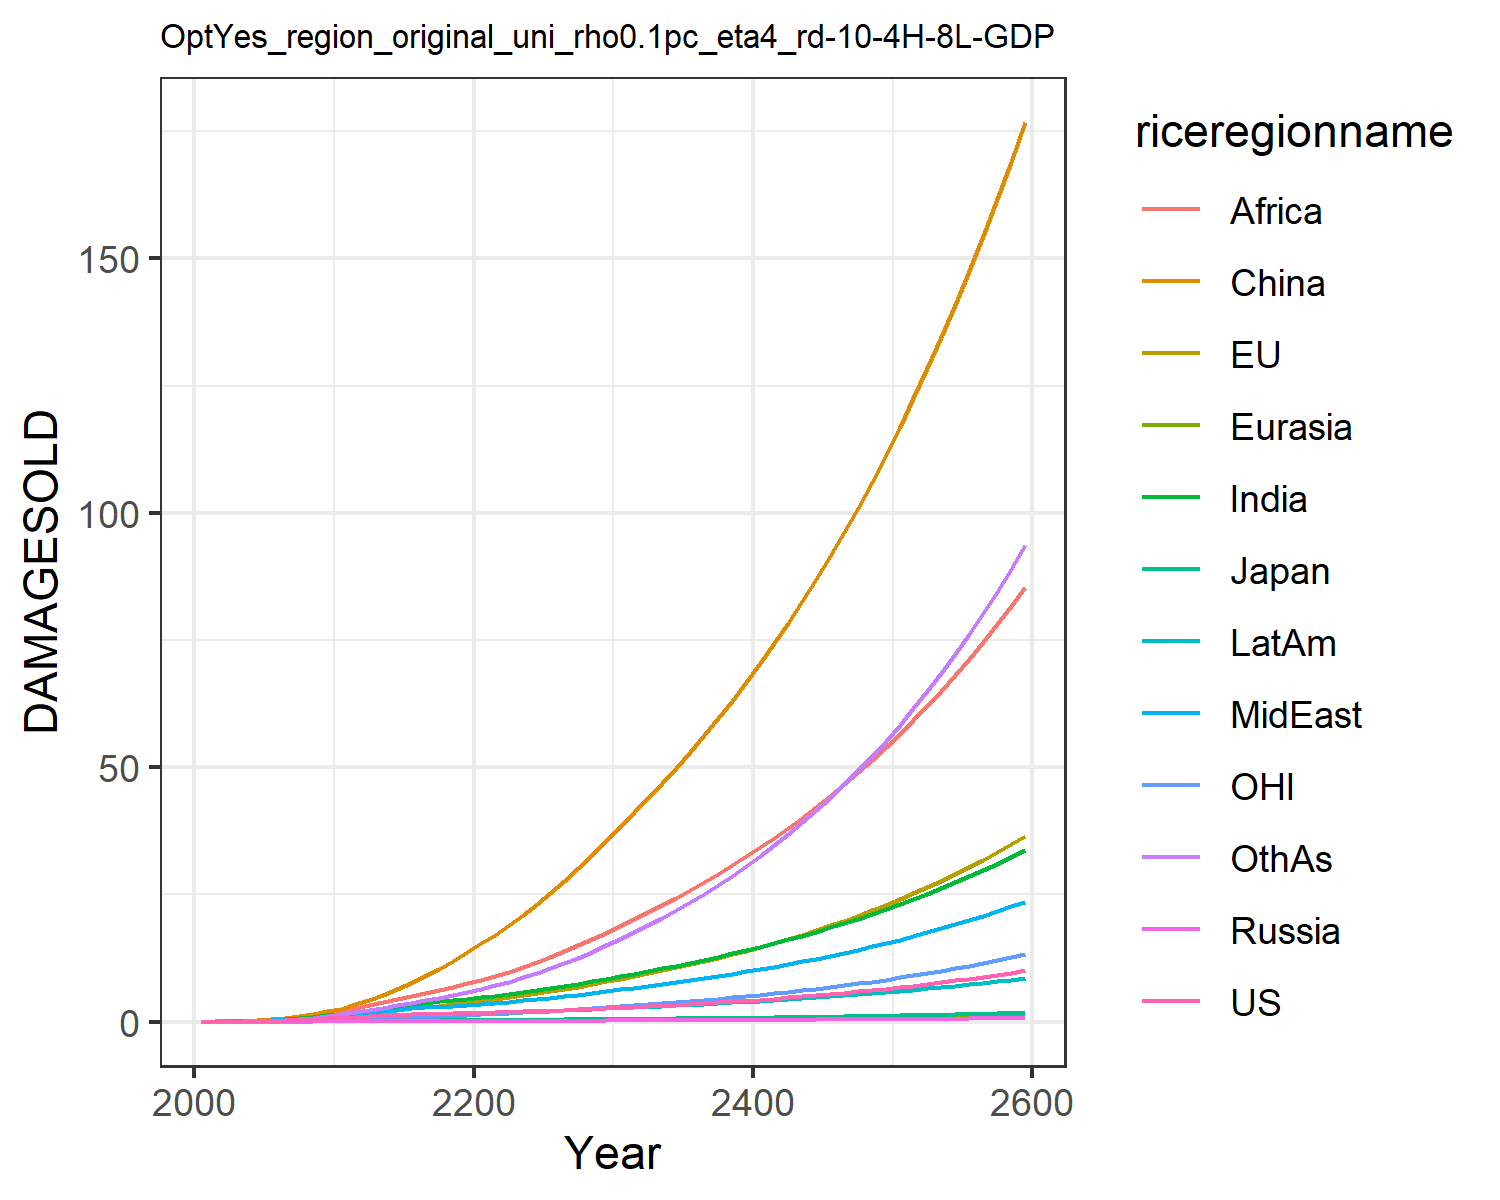 OptYes_region_original_uni_rho0.1pc_eta4_rd-10-4H-8L-GDP
DAMAGESOLD
150
100
50
0
2000 2200 2400 2600
Year
riceregionname
Africa
China
EU
Eurasia
India
Japan
LatAm
MidEast
OHI
OthAs
Russia
US